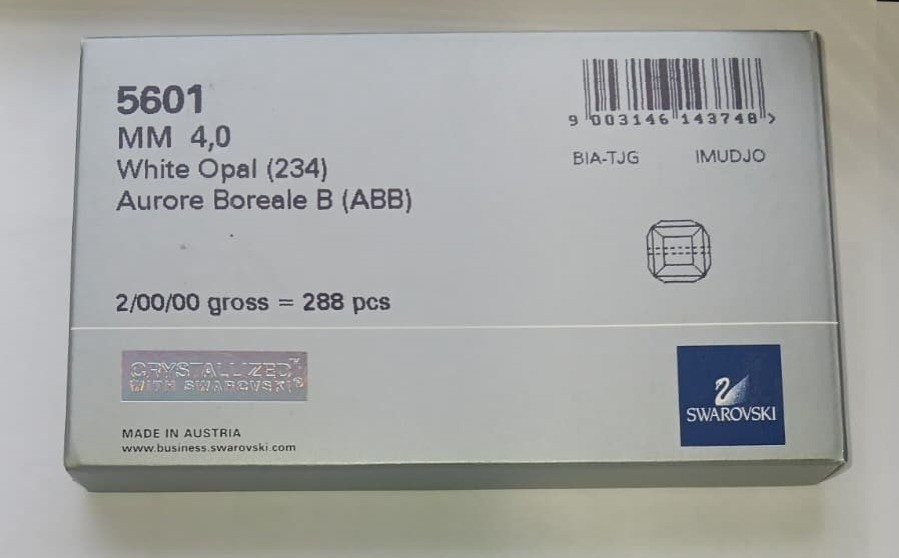 5601
MM 4,0
White Opal (234)
Aurore Boreale B (ABB)
2/00/00 gross = 288 pcs
9 003146 143748 >
BIA-TJG IMUDJO
CRYSTALLIZED™
WITH SWAROVSKI®
MADE IN AUSTRIA
www.business.swarovski.com
SWAROVSKI